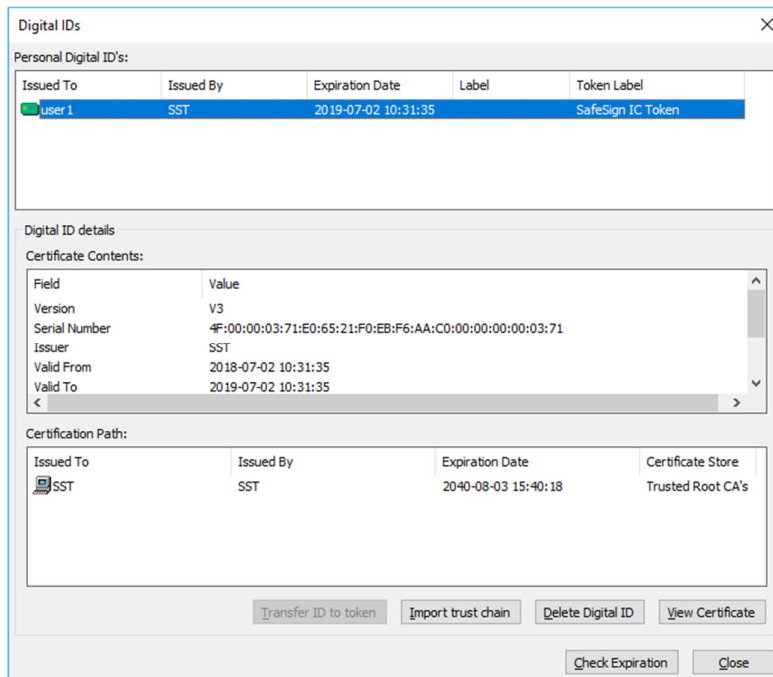 Digital IDs
Personal Digital ID's:
Issued To Issued By Expiration Date Label Token Label
user1 SST 2019-07-02 10:31:35 SafeSign IC Token
Digital ID details
Certificate Contents:
Field Value
Version V3
Serial Number 4F:00:00:03:71:E0:65:21:F0:EB:F6:AA:C0:00:00:00:00:03:71
Issuer SST
Valid From 2018-07-02 10:31:35
Valid To 2019-07-02 10:31:35
Certification Path:
Issued To Issued By Expiration Date Certificate Store
SST SST 2040-08-03 15:40:18 Trusted Root CA's
Transfer ID to token Import trust chain Delete Digital ID View Certificate
Check Expiration Close